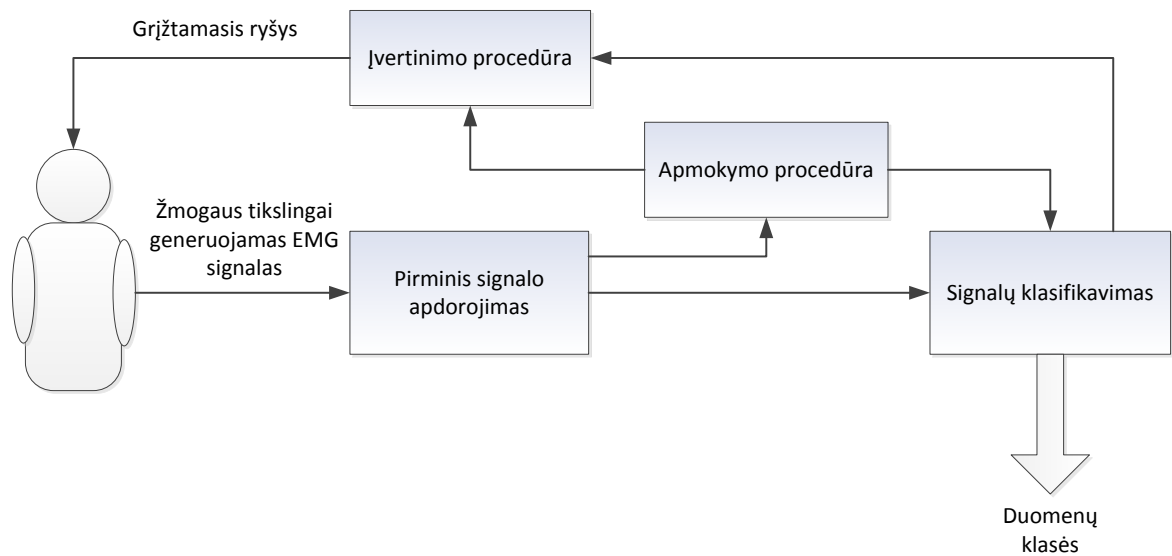 Grįžtamasis ryšys
Įvertinimo procedūra
Apmokymo procedūra
Žmogaus tikslingai
generuojamas EMG
signalas
Pirminis signalo
apdorojimas
Signalų klasifikavimas
Duomenų
klasės